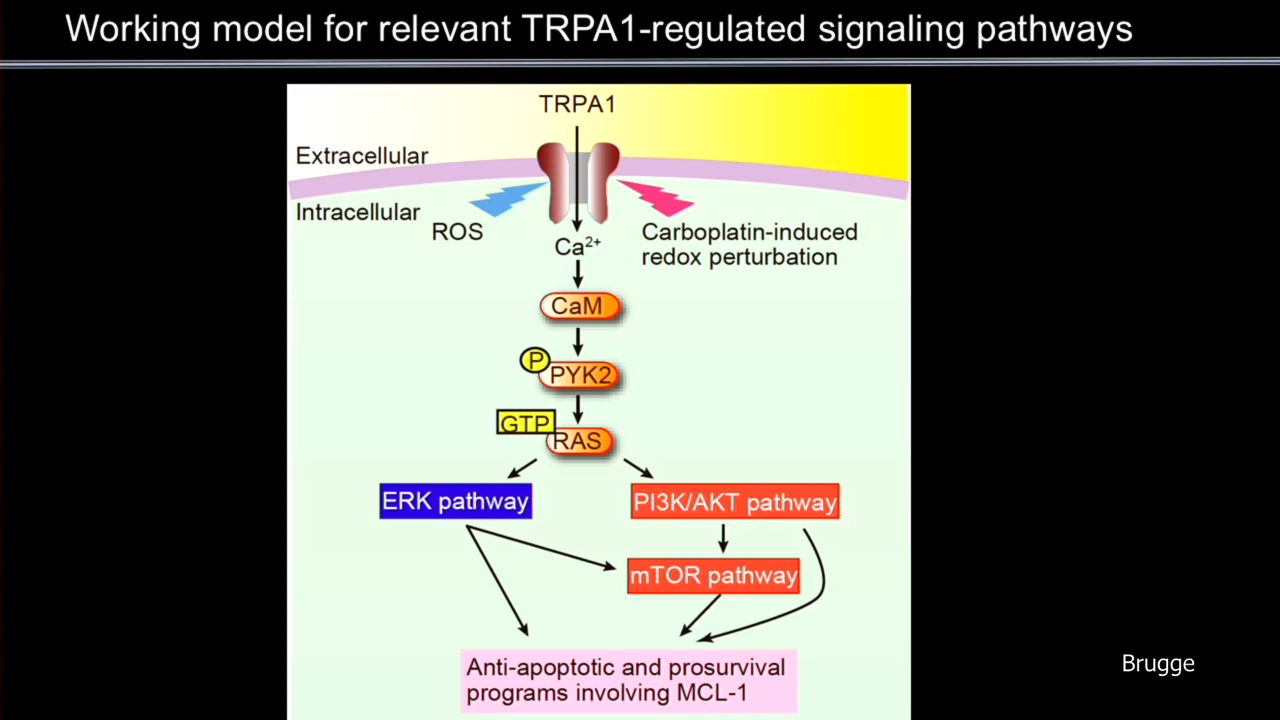 Working model for relevant TRPA1-regulated signaling pathways
TRPA1
Extracellular
Intracellular
ROS
Ca²⁺
Carboplatin-induced
redox perturbation
CaM
P
PYK2
GTP
RAS
ERK pathway
PI3K/AKT pathway
mTOR pathway
Anti-apoptotic and prosurvival
programs involving MCL-1
Brugge